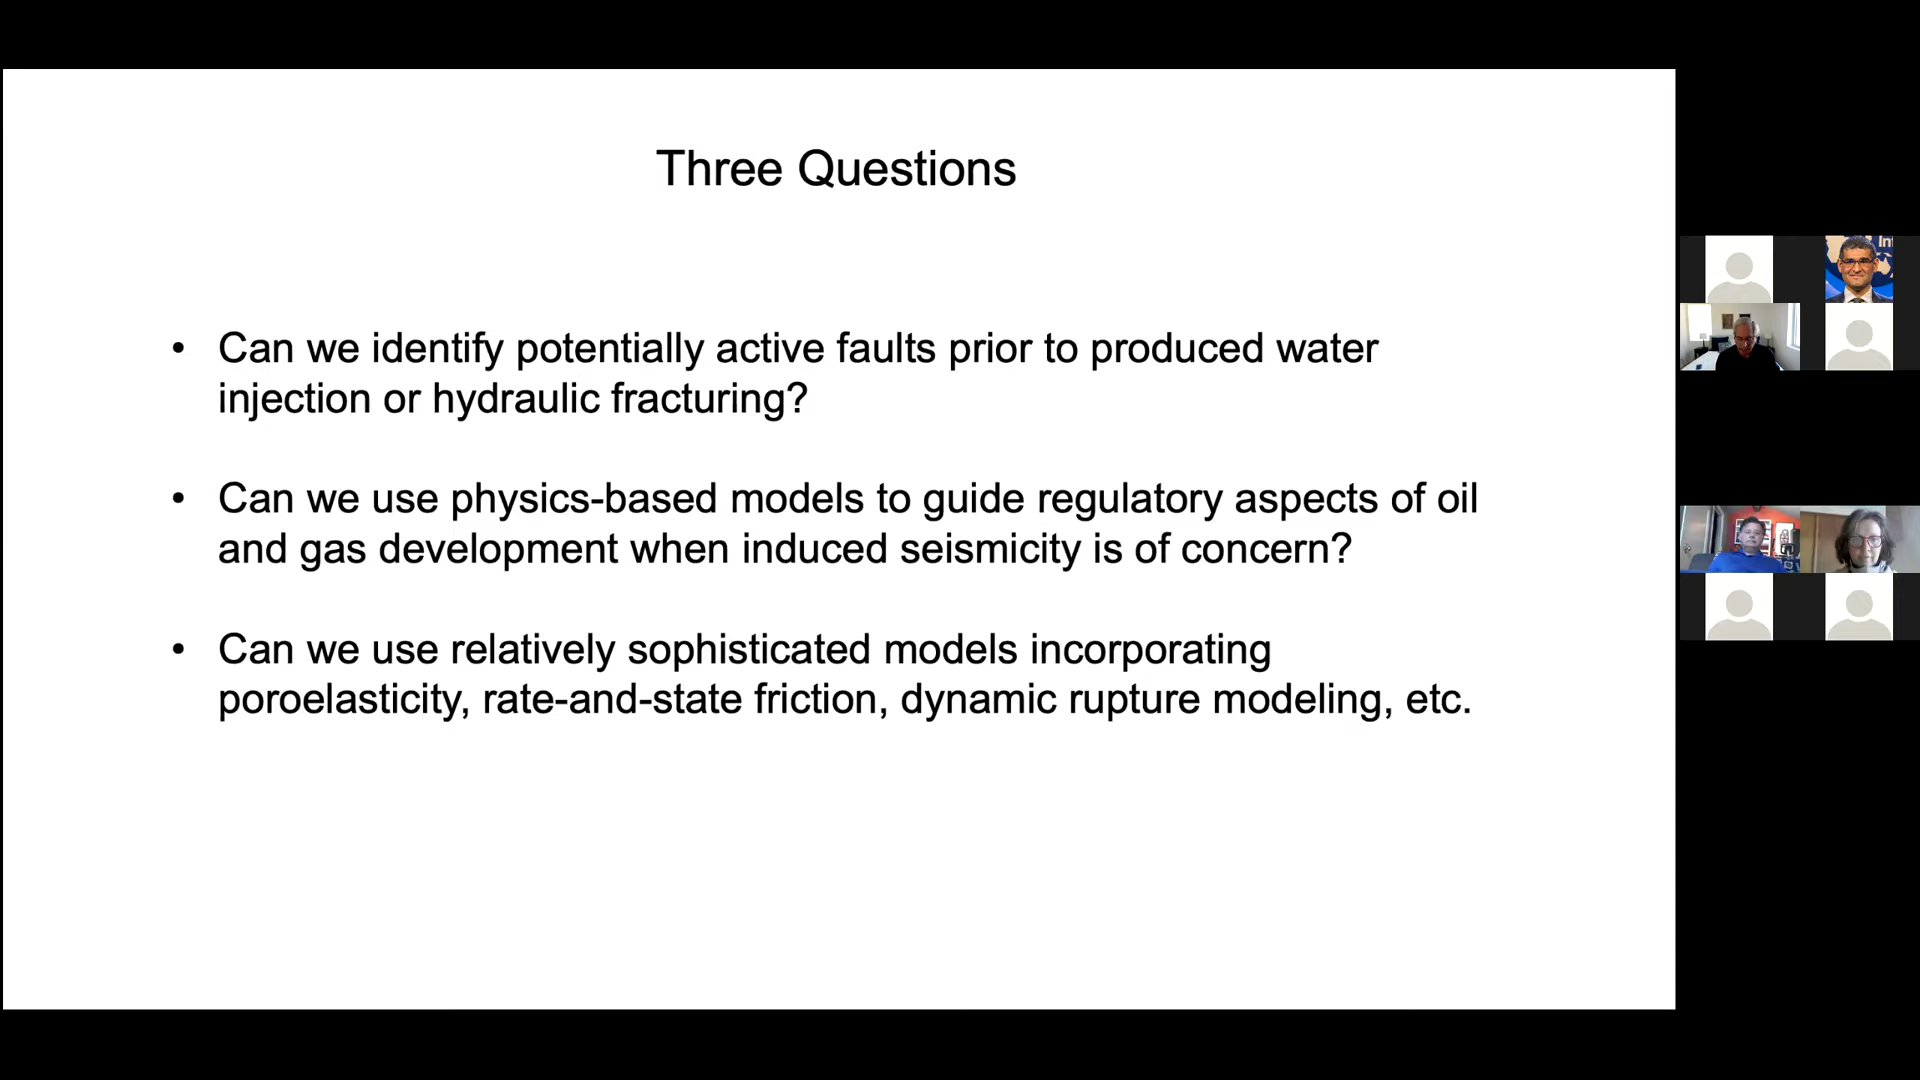 Three Questions
• Can we identify potentially active faults prior to produced water
injection or hydraulic fracturing?
• Can we use physics-based models to guide regulatory aspects of oil
and gas development when induced seismicity is of concern?
• Can we use relatively sophisticated models incorporating
poroelasticity, rate-and-state friction, dynamic rupture modeling, etc.